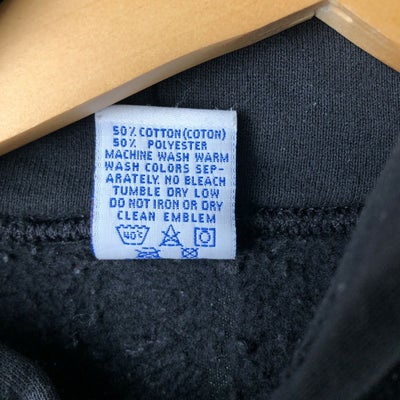 50% COTTON(COTON)
50% POLYESTER
MACHINE WASH WARM
WASH COLORS SEP-
ARATELY. NO BLEACH
TUMBLE DRY LOW
DO NOT IRON OR DRY
CLEAN EMBLEM
40°C